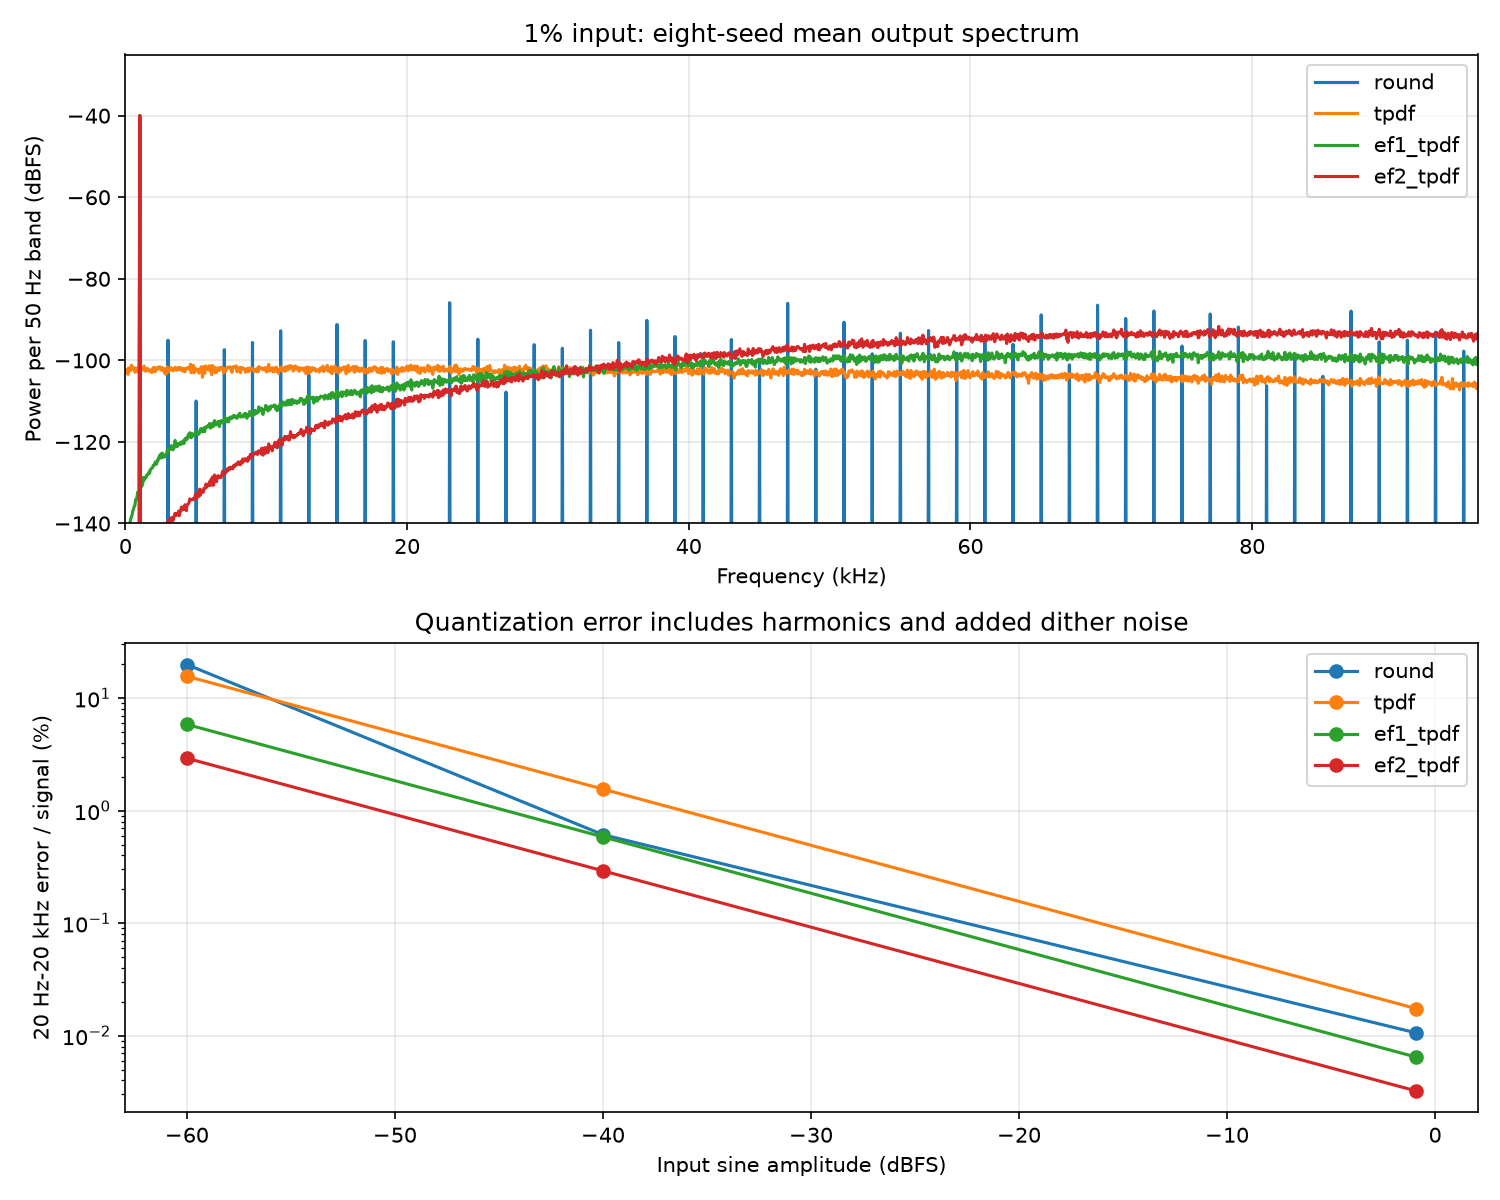 1% input: eight-seed mean output spectrum
Power per 50 Hz band (dBFS)
−40
−60
−80
−100
−120
−140
round
tpdf
ef1_tpdf
ef2_tpdf
0
20
40
60
80
Frequency (kHz)
Quantization error includes harmonics and added dither noise
20 Hz-20 kHz error / signal (%)
10¹
10⁰
10⁻¹
10⁻²
round
tpdf
ef1_tpdf
ef2_tpdf
−60
−50
−40
−30
−20
−10
0
Input sine amplitude (dBFS)